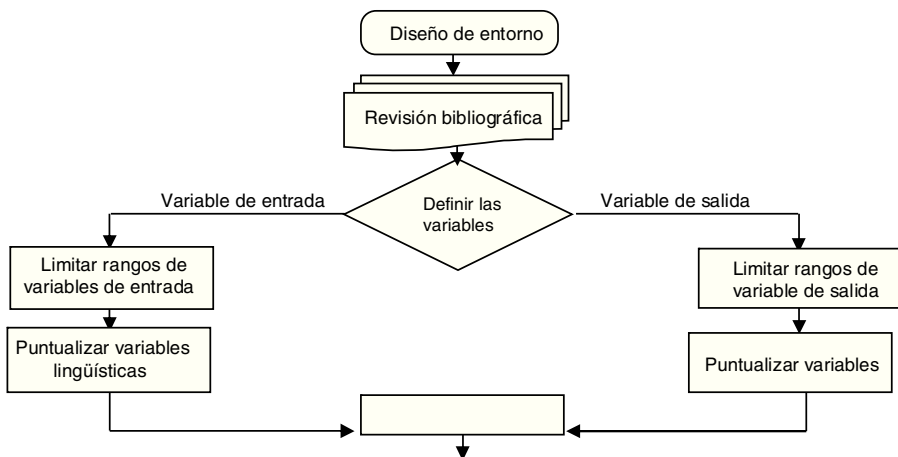 Diseño de entorno
Revisión bibliográfica
Variable de entrada
Definir las
variables
Variable de salida
Limitar rangos de
variables de entrada
Limitar rangos de
variable de salida
Puntualizar variables
lingüísticas
Puntualizar variables